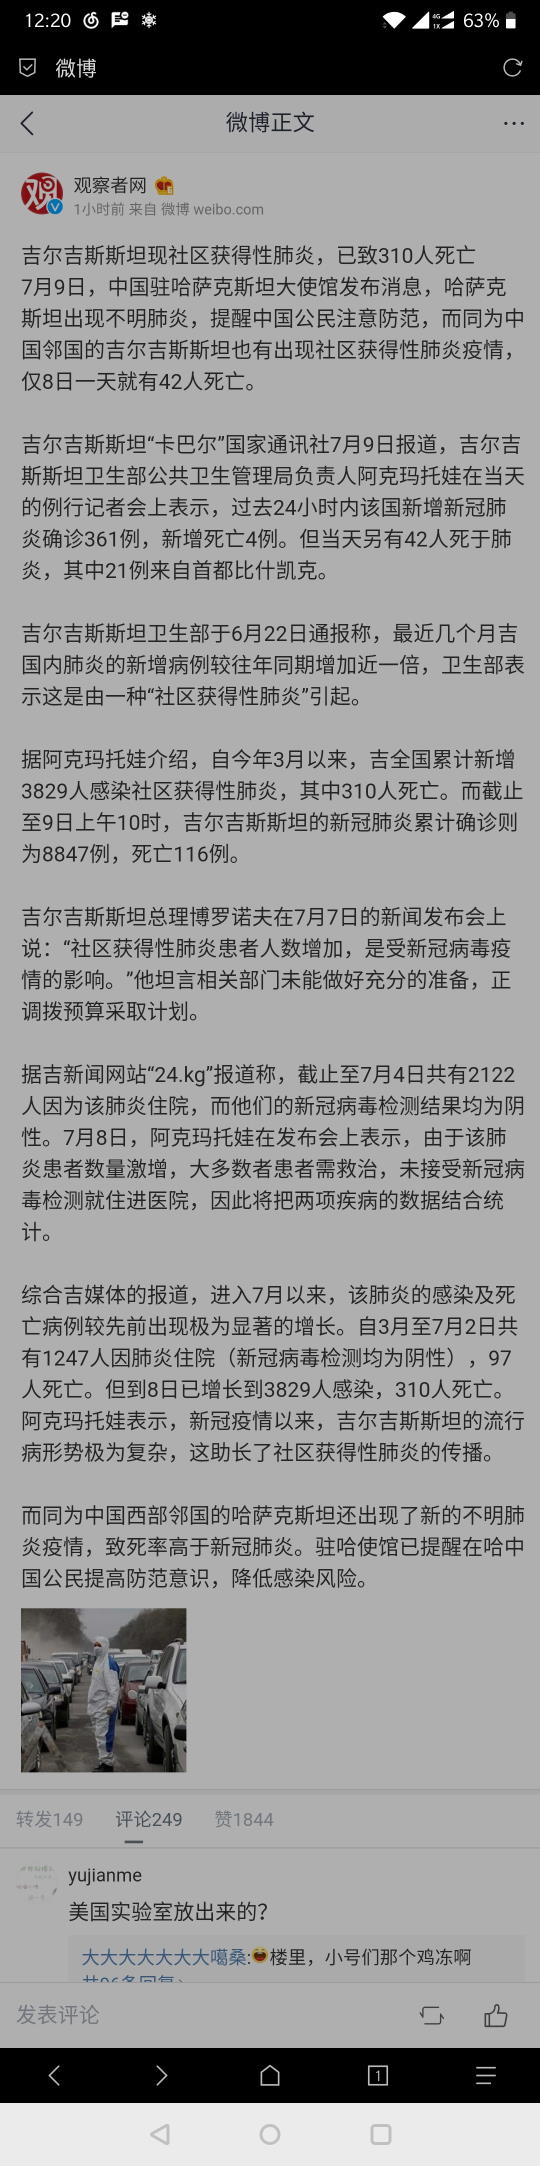 12:20
4G
1X
63%
微博
微博正文
观
观察者网
1小时前 来自 微博 weibo.com
吉尔吉斯斯坦现社区获得性肺炎，已致310人死亡
7月9日，中国驻哈萨克斯坦大使馆发布消息，哈萨克
斯坦出现不明肺炎，提醒中国公民注意防范，而同为中
国邻国的吉尔吉斯斯坦也有出现社区获得性肺炎疫情，
仅8日一天就有42人死亡。
吉尔吉斯斯坦“卡巴尔”国家通讯社7月9日报道，吉尔吉
斯斯坦卫生部公共卫生管理局负责人阿克玛托娃在当天
的例行记者会上表示，过去24小时内该国新增新冠肺
炎确诊361例，新增死亡4例。但当天另有42人死于肺
炎，其中21例来自首都比什凯克。
吉尔吉斯斯坦卫生部于6月22日通报称，最近几个月吉
国内肺炎的新增病例较往年同期增加近一倍，卫生部表
示这是由一种“社区获得性肺炎”引起。
据阿克玛托娃介绍，自今年3月以来，吉全国累计新增
3829人感染社区获得性肺炎，其中310人死亡。而截止
至9日上午10时，吉尔吉斯斯坦的新冠肺炎累计确诊则
为8847例，死亡116例。
吉尔吉斯斯坦总理博罗诺夫在7月7日的新闻发布会上
说：“社区获得性肺炎患者人数增加，是受新冠病毒疫
情的影响。”他坦言相关部门未能做好充分的准备，正
调拨预算采取计划。
据吉新闻网站“24.kg”报道称，截止至7月4日共有2122
人因为该肺炎住院，而他们的新冠病毒检测结果均为阴
性。7月8日，阿克玛托娃在发布会上表示，由于该肺
炎患者数量激增，大多数者患者需救治，未接受新冠病
毒检测就住进医院，因此将把两项疾病的数据结合统
计。
综合吉媒体的报道，进入7月以来，该肺炎的感染及死
亡病例较先前出现极为显著的增长。自3月至7月2日共
有1247人因肺炎住院（新冠病毒检测均为阴性），97
人死亡。但到8日已增长到3829人感染，310人死亡。
阿克玛托娃表示，新冠疫情以来，吉尔吉斯斯坦的流行
病形势极为复杂，这助长了社区获得性肺炎的传播。
而同为中国西部邻国的哈萨克斯坦还出现了新的不明肺
炎疫情，致死率高于新冠肺炎。驻哈使馆已提醒在哈中
国公民提高防范意识，降低感染风险。
转发149 评论249 赞1844
yujianme
美国实验室放出来的？
大大大大大大大噶桑:😄楼里，小号们那个鸡冻啊
共96条回复>
发表评论
1